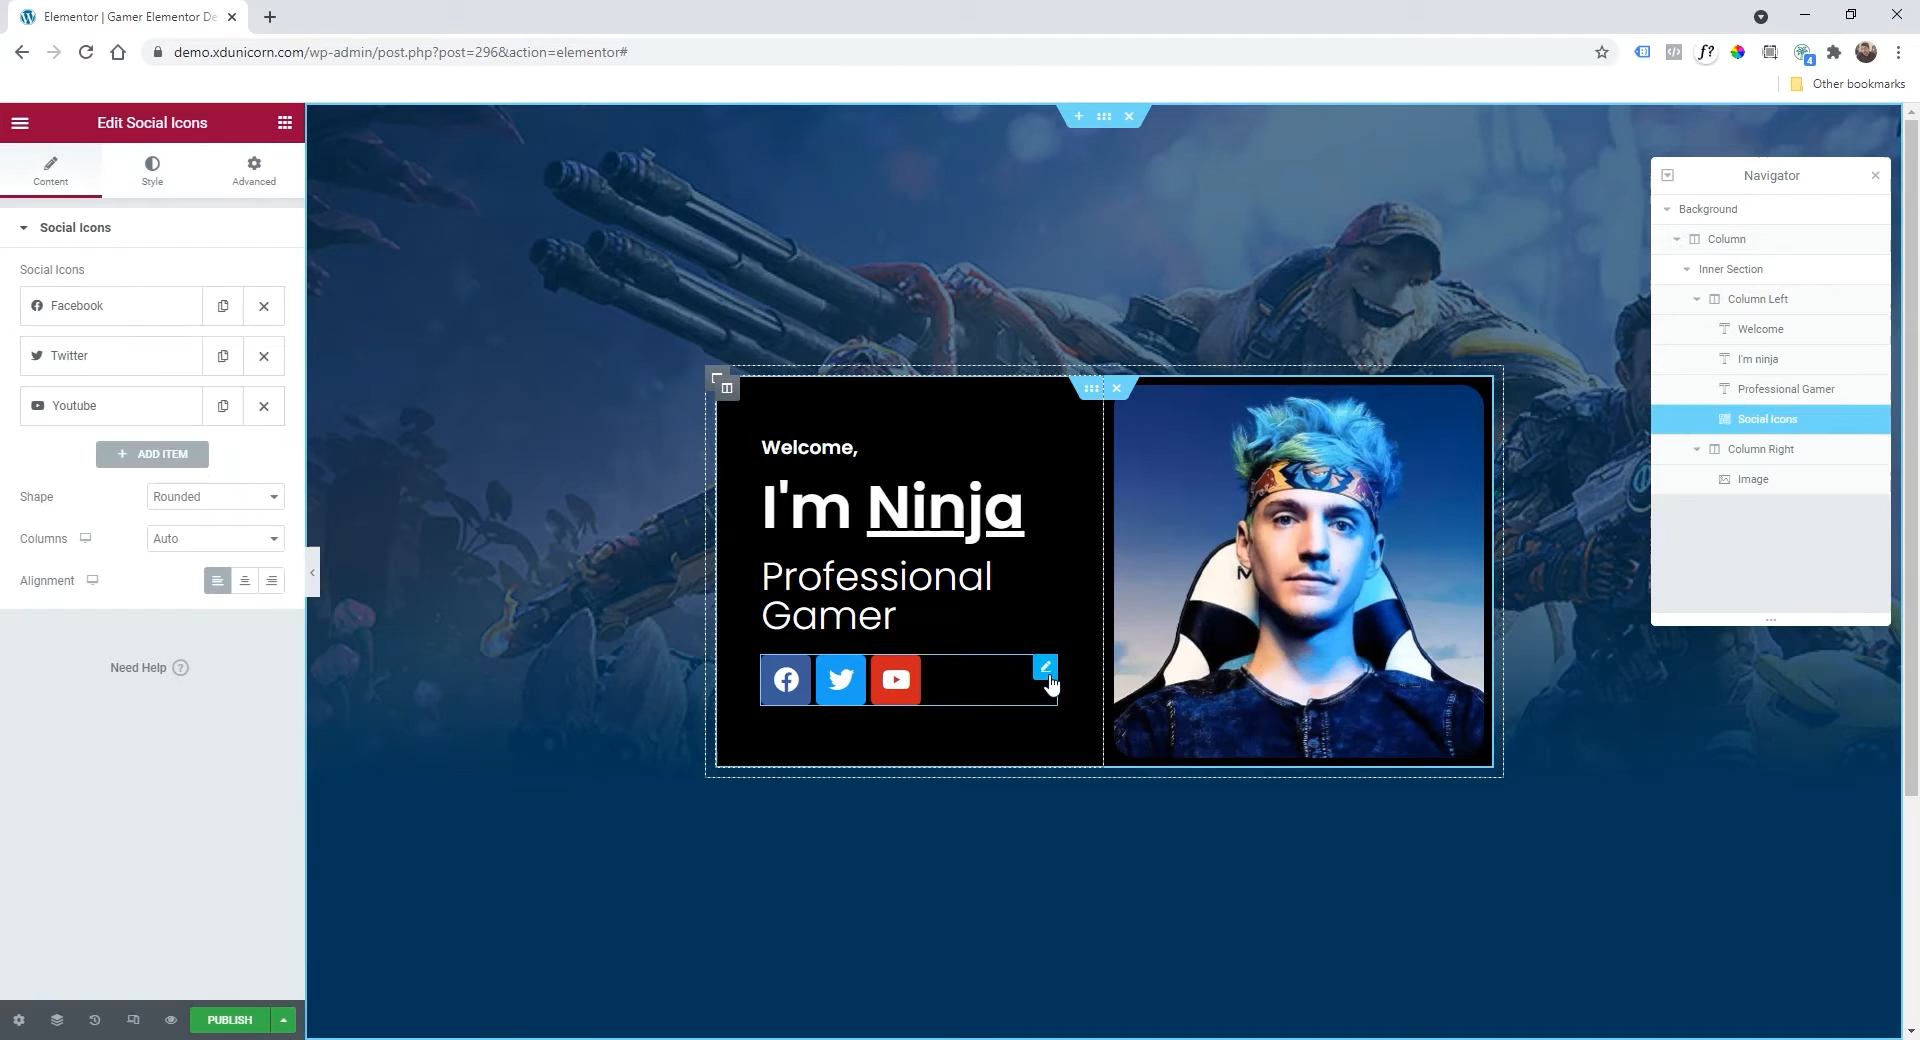 Elementor | Gamer Elementor De
demo.xdunicorn.com/wp-admin/post.php?post=296&action=elementor#
f?
4
Other bookmarks
Edit Social Icons
Content
Style
Advanced
Social Icons
Social Icons
Facebook
Twitter
Youtube
+ ADD ITEM
Shape
Rounded
Columns
Auto
Alignment
Need Help ?
PUBLISH
Welcome,
I'm Ninja
Professional
Gamer
Navigator
Background
Column
Inner Section
Column Left
Welcome
I'm ninja
Professional Gamer
Social Icons
Column Right
Image